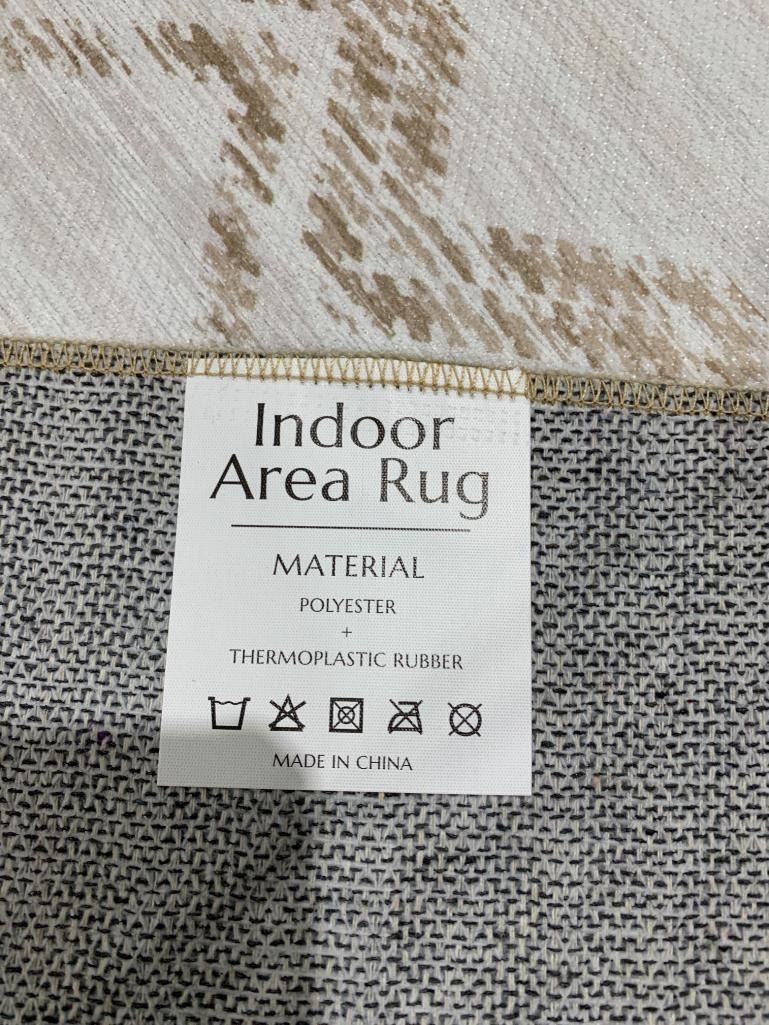 Indoor
Area Rug
MATERIAL
POLYESTER
+
THERMOPLASTIC RUBBER
MADE IN CHINA